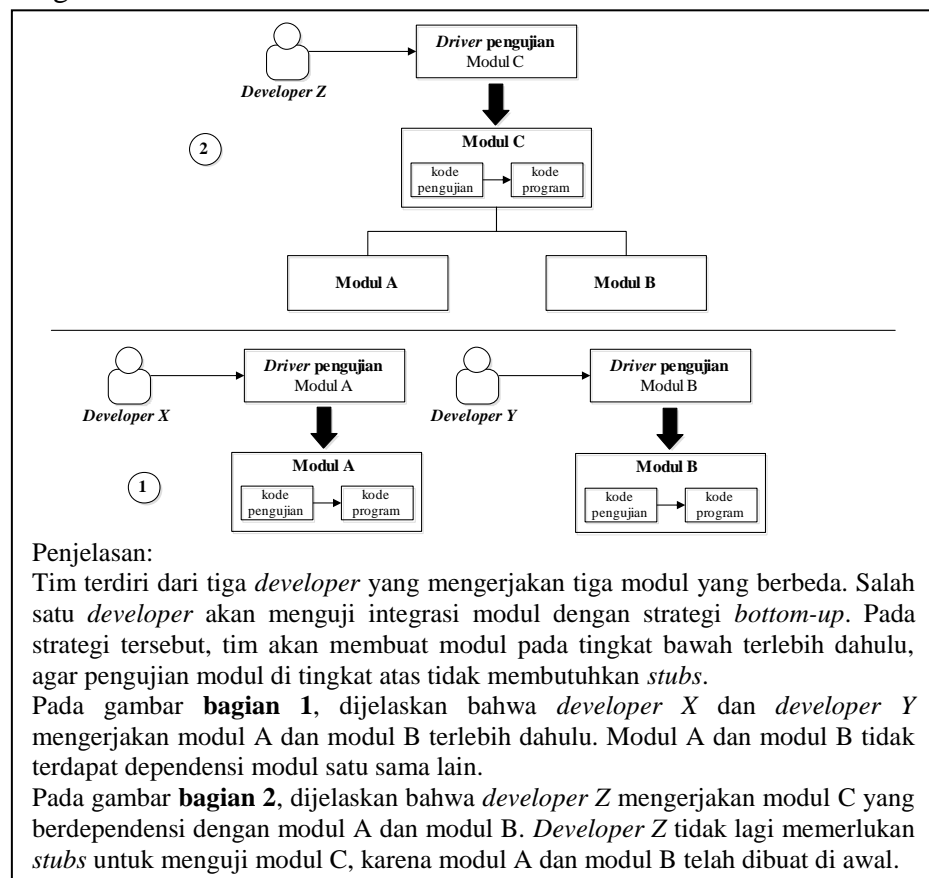 Driver pengujian
Modul C
Developer Z
2
Modul C
kode
pengujian
kode
program
Modul A
Modul B
Driver pengujian
Modul A
Developer X
Driver pengujian
Modul B
Developer Y
1
Modul A
kode
pengujian
kode
program
Modul B
kode
pengujian
kode
program
Penjelasan:
Tim terdiri dari tiga developer yang mengerjakan tiga modul yang berbeda. Salah
satu developer akan menguji integrasi modul dengan strategi bottom-up. Pada
strategi tersebut, tim akan membuat modul pada tingkat bawah terlebih dahulu,
agar pengujian modul di tingkat atas tidak membutuhkan stubs.
Pada gambar bagian 1, dijelaskan bahwa developer X dan developer Y
mengerjakan modul A dan modul B terlebih dahulu. Modul A dan modul B tidak
terdapat dependensi modul satu sama lain.
Pada gambar bagian 2, dijelaskan bahwa developer Z mengerjakan modul C yang
berdependensi dengan modul A dan modul B. Developer Z tidak lagi memerlukan
stubs untuk menguji modul C, karena modul A dan modul B telah dibuat di awal.